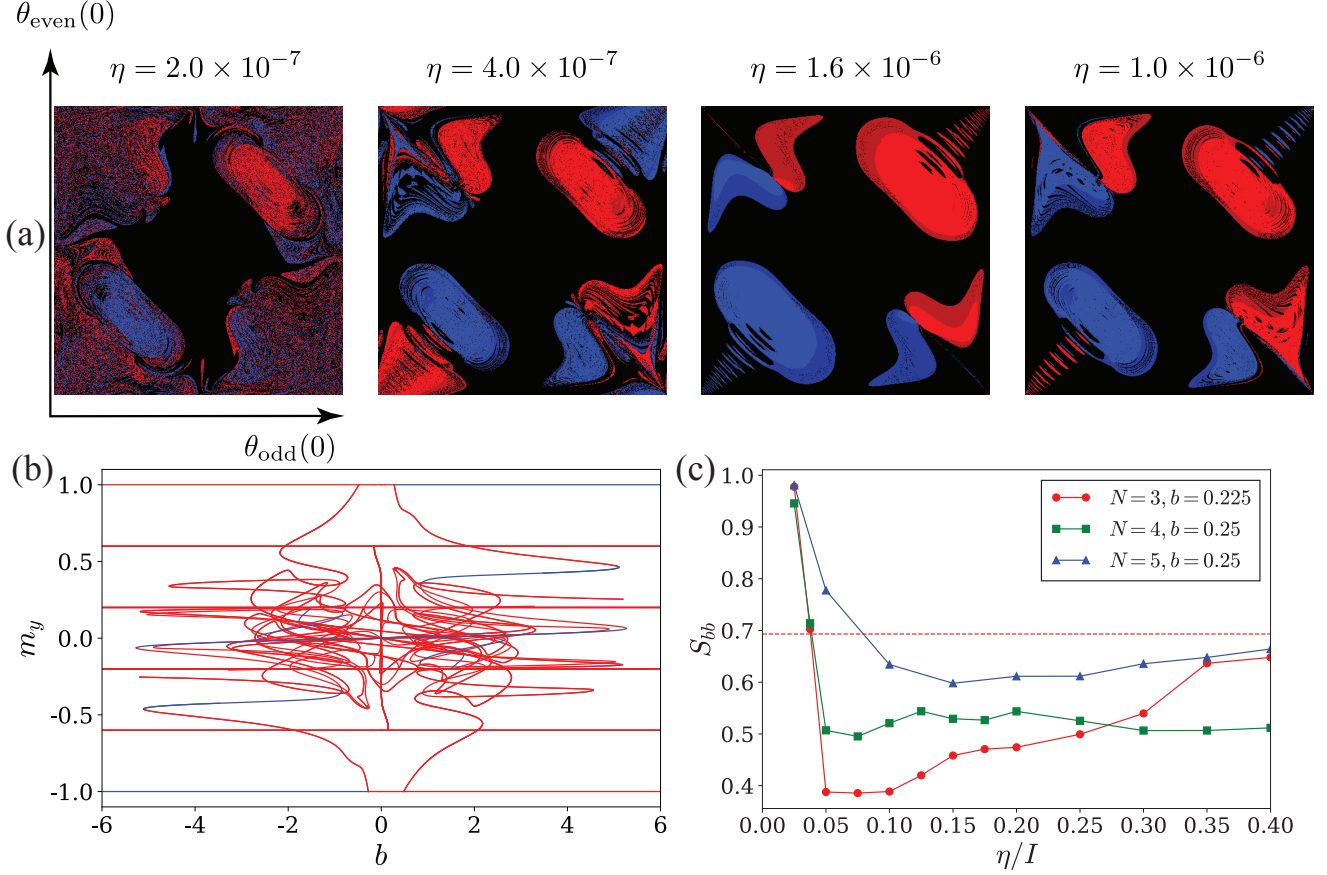 θeven(0)
η = 2.0 × 10⁻⁷
η = 4.0 × 10⁻⁷
η = 1.6 × 10⁻⁶
η = 1.0 × 10⁻⁶
(a)
θodd(0)
(b)
1.0
0.5
0.0
-0.5
-1.0
m_y
-6
-4
-2
0
2
4
6
b
(c)
1.0
0.9
0.8
0.7
0.6
0.5
0.4
S_bb
N = 3, b = 0.225
N = 4, b = 0.25
N = 5, b = 0.25
0.00
0.05
0.10
0.15
0.20
0.25
0.30
0.35
0.40
η/I